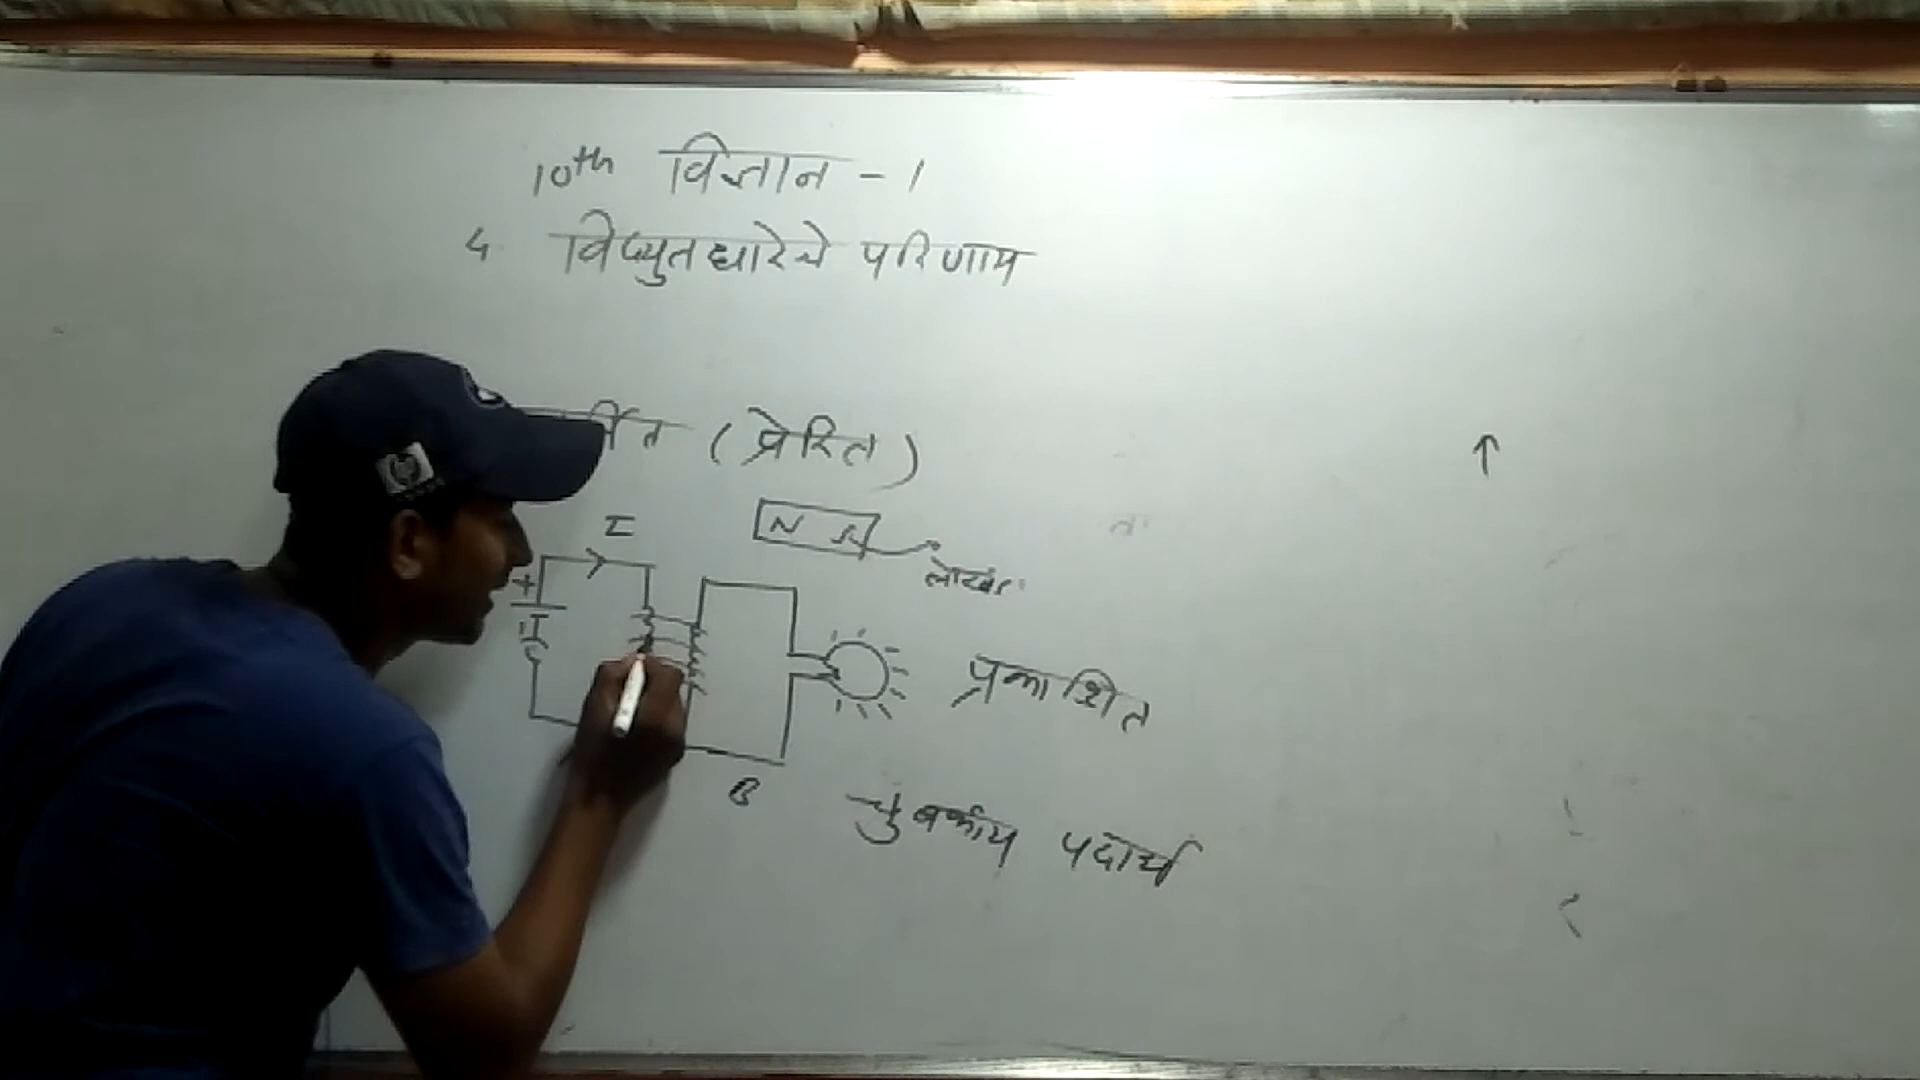 10th विज्ञान - 1
4. विद्युतधारेचे परिणाम
(प्रेरित)
I
N S
लोखंड
+
प्रकाशित
B
चुबकीय पदार्थ